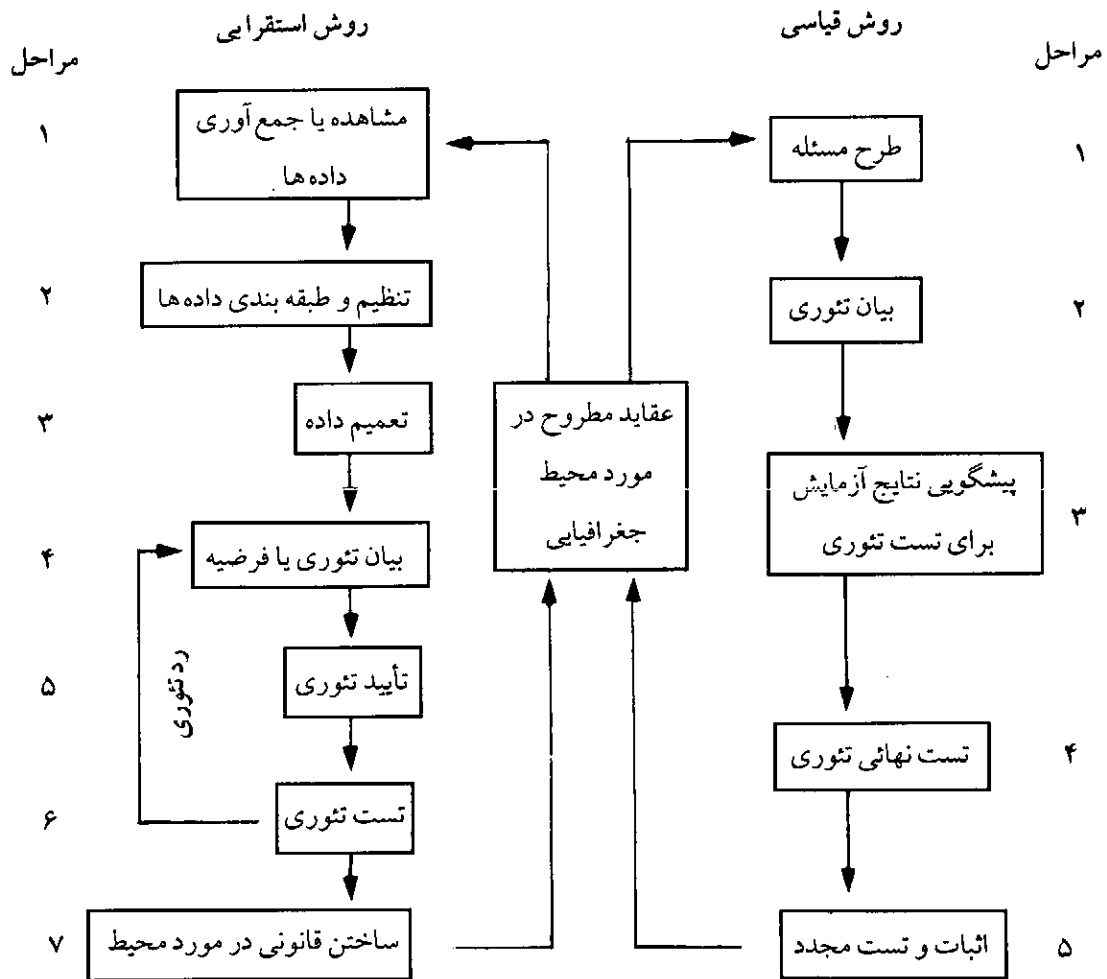 روش قیاسی
مراحل
۱
طرح مسئله
۲
بیان تئوری
۳
پیشگویی نتایج آزمایش
برای تست تئوری
۴
تست نهائی تئوری
۵
اثبات و تست مجدد
عقاید مطروح در
مورد محیط
جغرافیایی
روش استقرایی
مراحل
۱
مشاهده یا جمع آوری
داده‌ها
۲
تنظیم و طبقه بندی داده‌ها
۳
تعمیم داده
۴
بیان تئوری یا فرضیه
۵
تأیید تئوری
رد تئوری
۶
تست تئوری
۷
ساختن قانونی در مورد محیط